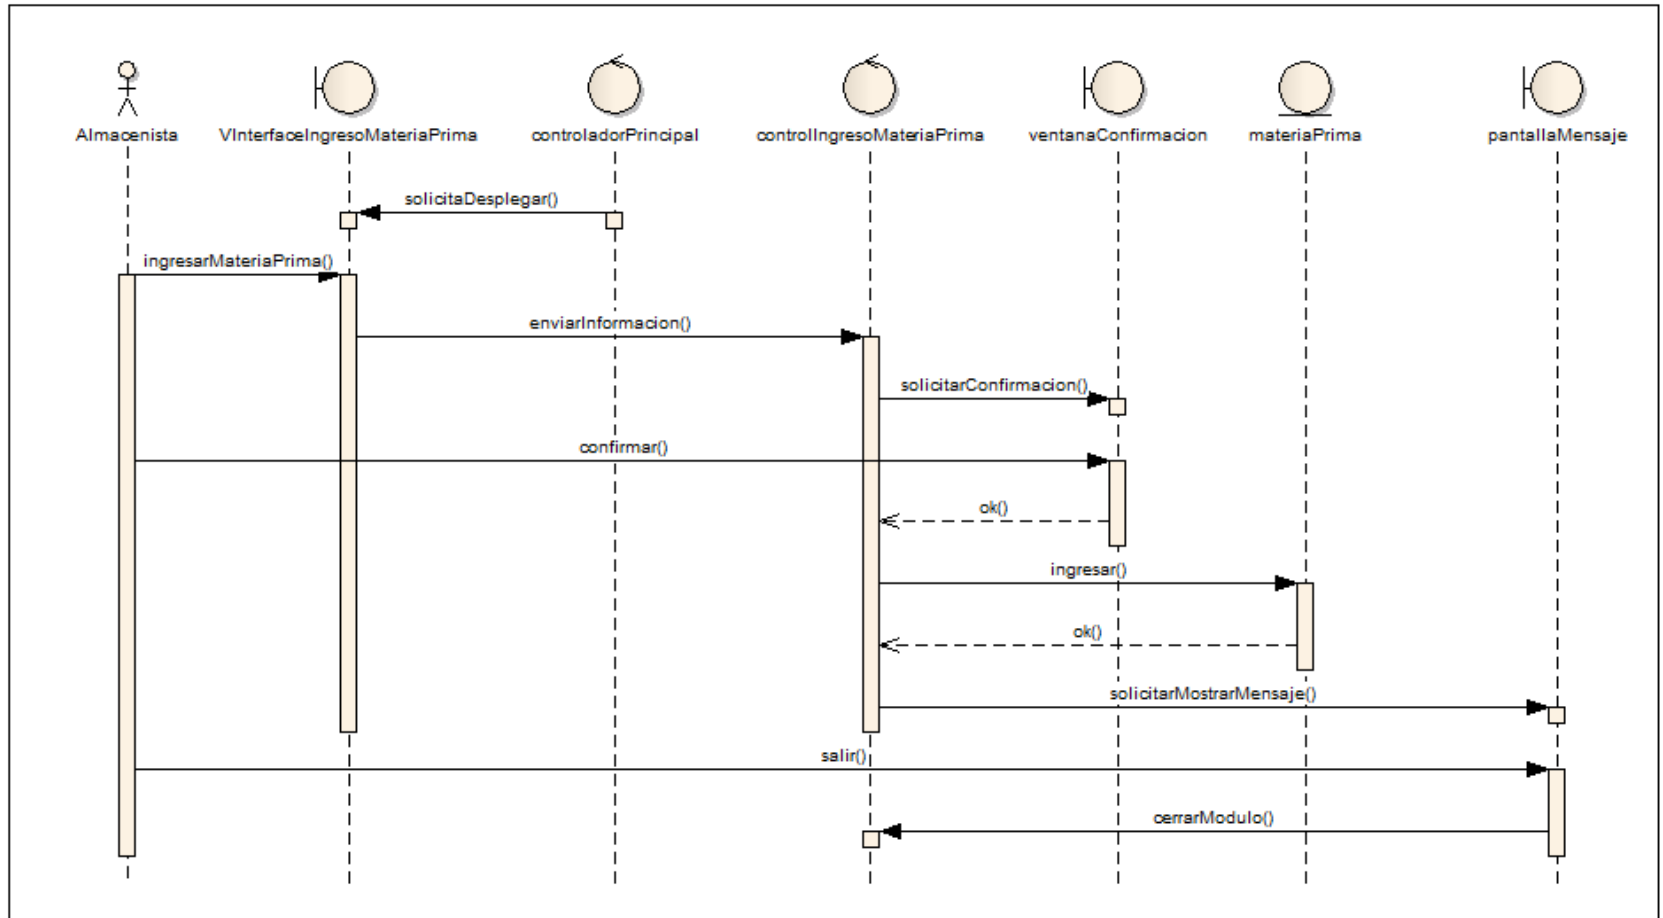 Almacenista
VInterfaceIngresoMateriaPrima
controladorPrincipal
controlIngresoMateriaPrima
ventanaConfirmacion
materiaPrima
pantallaMensaje
solicitaDesplegar()
ingresarMateriaPrima()
enviarInformacion()
solicitarConfirmacion()
confirmar()
ok()
ingresar()
ok()
solicitarMostrarMensaje()
salir()
cerrarModulo()